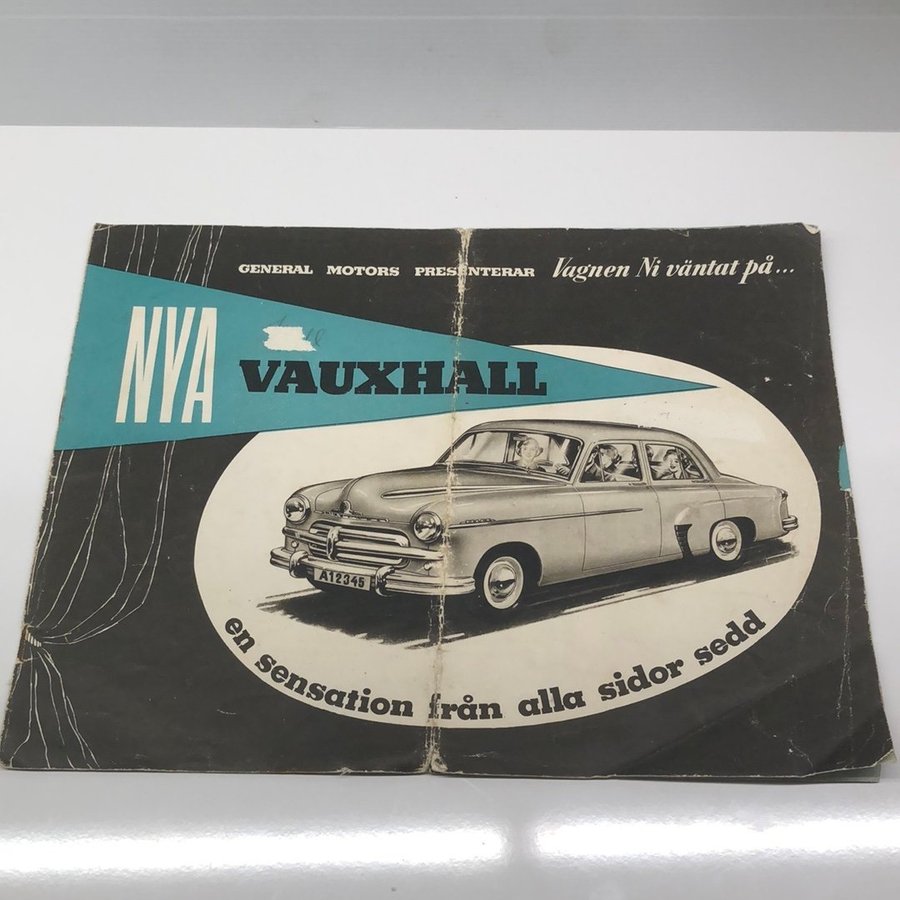 GENERAL MOTORS PRESENTERAR Vagnen Ni väntat på...
NYA VAUXHALL
A12345
en sensation från alla sidor sedd